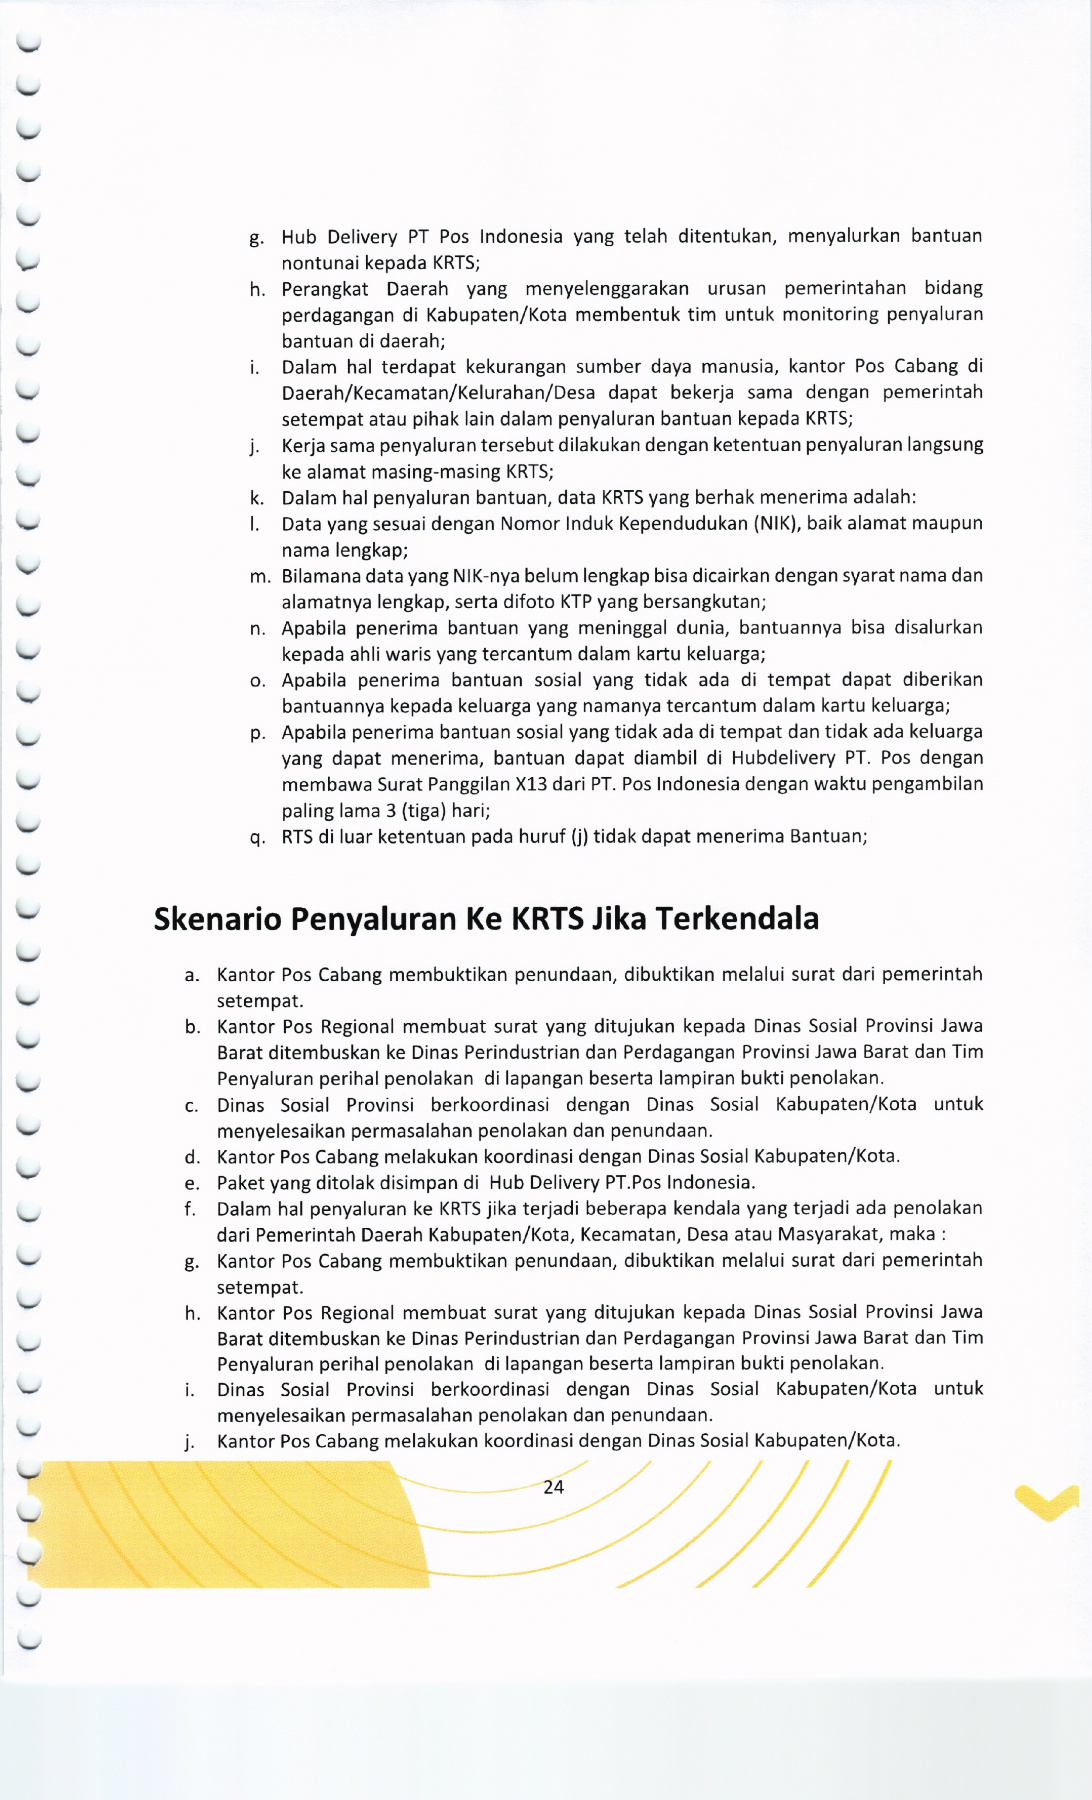 g. Hub Delivery PT Pos Indonesia yang telah ditentukan, menyalurkan bantuan
nontunai kepada KRTS;
h. Perangkat Daerah yang menyelenggarakan urusan pemerintahan bidang
perdagangan di Kabupaten/Kota membentuk tim untuk monitoring penyaluran
bantuan di daerah;
i. Dalam hal terdapat kekurangan sumber daya manusia, kantor Pos Cabang di
Daerah/Kecamatan/Kelurahan/Desa dapat bekerja sama dengan pemerintah
setempat atau pihak lain dalam penyaluran bantuan kepada KRTS;
j. Kerja sama penyaluran tersebut dilakukan dengan ketentuan penyaluran langsung
ke alamat masing-masing KRTS;
k. Dalam hal penyaluran bantuan, data KRTS yang berhak menerima adalah:
l. Data yang sesuai dengan Nomor Induk Kependudukan (NIK), baik alamat maupun
nama lengkap;
m. Bilamana data yang NIK-nya belum lengkap bisa dicairkan dengan syarat nama dan
alamatnya lengkap, serta difoto KTP yang bersangkutan;
n. Apabila penerima bantuan yang meninggal dunia, bantuannya bisa disalurkan
kepada ahli waris yang tercantum dalam kartu keluarga;
o. Apabila penerima bantuan sosial yang tidak ada di tempat dapat diberikan
bantuannya kepada keluarga yang namanya tercantum dalam kartu keluarga;
p. Apabila penerima bantuan sosial yang tidak ada di tempat dan tidak ada keluarga
yang dapat menerima, bantuan dapat diambil di Hubdelivery PT. Pos dengan
membawa Surat Panggilan X13 dari PT. Pos Indonesia dengan waktu pengambilan
paling lama 3 (tiga) hari;
q. RTS di luar ketentuan pada huruf (j) tidak dapat menerima Bantuan;
Skenario Penyaluran Ke KRTS Jika Terkendala
a. Kantor Pos Cabang membuktikan penundaan, dibuktikan melalui surat dari pemerintah
setempat.
b. Kantor Pos Regional membuat surat yang ditujukan kepada Dinas Sosial Provinsi Jawa
Barat ditembuskan ke Dinas Perindustrian dan Perdagangan Provinsi Jawa Barat dan Tim
Penyaluran perihal penolakan di lapangan beserta lampiran bukti penolakan.
c. Dinas Sosial Provinsi berkoordinasi dengan Dinas Sosial Kabupaten/Kota untuk
menyelesaikan permasalahan penolakan dan penundaan.
d. Kantor Pos Cabang melakukan koordinasi dengan Dinas Sosial Kabupaten/Kota.
e. Paket yang ditolak disimpan di Hub Delivery PT.Pos Indonesia.
f. Dalam hal penyaluran ke KRTS jika terjadi beberapa kendala yang terjadi ada penolakan
dari Pemerintah Daerah Kabupaten/Kota, Kecamatan, Desa atau Masyarakat, maka :
g. Kantor Pos Cabang membuktikan penundaan, dibuktikan melalui surat dari pemerintah
setempat.
h. Kantor Pos Regional membuat surat yang ditujukan kepada Dinas Sosial Provinsi Jawa
Barat ditembuskan ke Dinas Perindustrian dan Perdagangan Provinsi Jawa Barat dan Tim
Penyaluran perihal penolakan di lapangan beserta lampiran bukti penolakan.
i. Dinas Sosial Provinsi berkoordinasi dengan Dinas Sosial Kabupaten/Kota untuk
menyelesaikan permasalahan penolakan dan penundaan.
j. Kantor Pos Cabang melakukan koordinasi dengan Dinas Sosial Kabupaten/Kota.
24